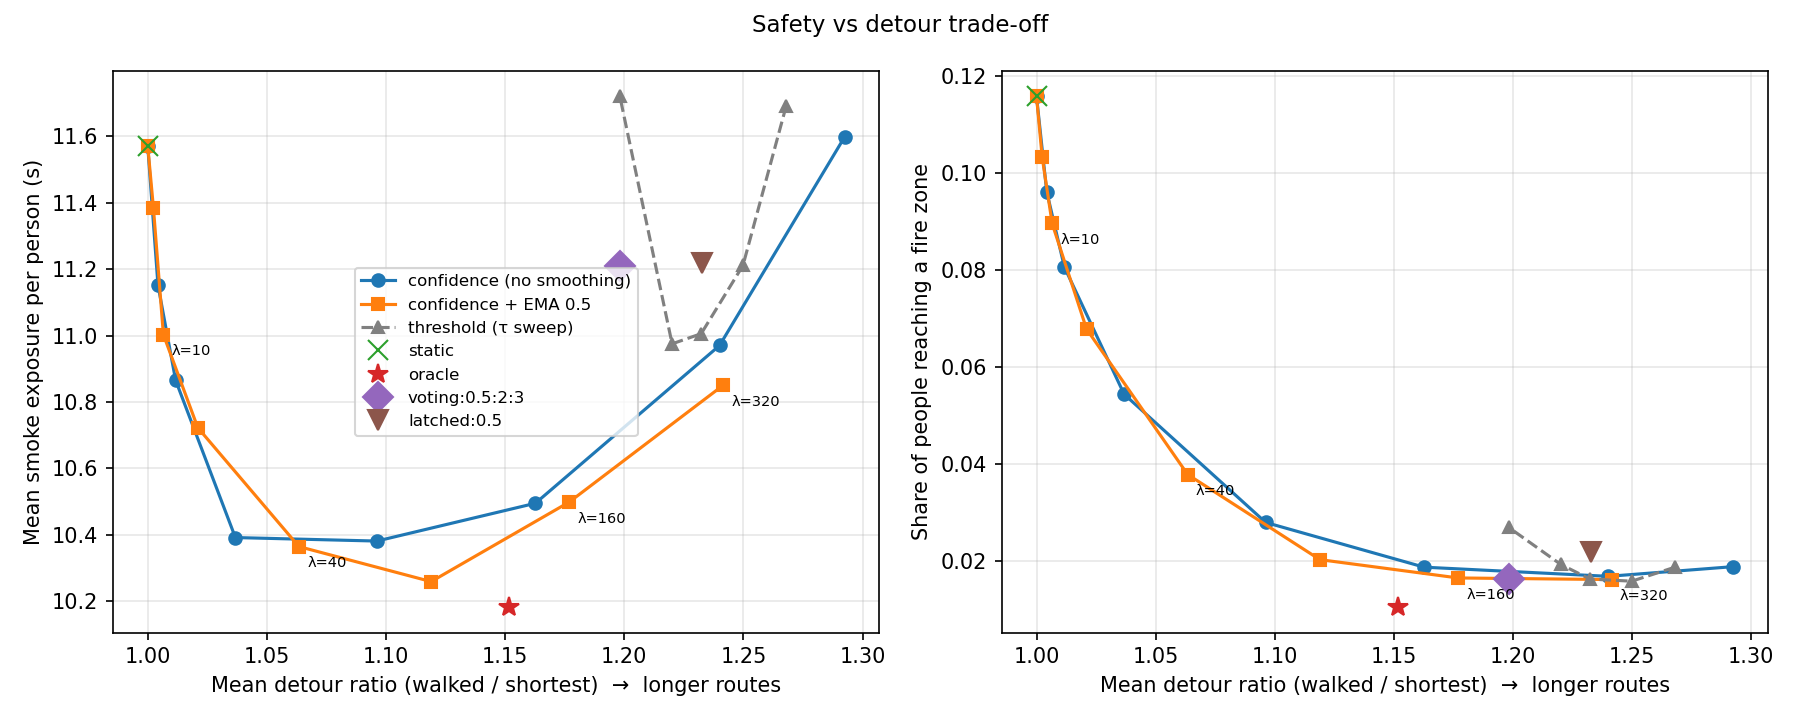 Safety vs detour trade-off
Mean smoke exposure per person (s)
11.6
11.4
11.2
11.0
10.8
10.6
10.4
10.2
λ=10
λ=40
λ=160
λ=320
confidence (no smoothing)
confidence + EMA 0.5
threshold (τ sweep)
static
oracle
voting:0.5:2:3
latched:0.5
1.00 1.05 1.10 1.15 1.20 1.25 1.30
Mean detour ratio (walked / shortest) → longer routes
Share of people reaching a fire zone
0.12
0.10
0.08
0.06
0.04
0.02
λ=10
λ=40
λ=160
λ=320
1.00 1.05 1.10 1.15 1.20 1.25 1.30
Mean detour ratio (walked / shortest) → longer routes